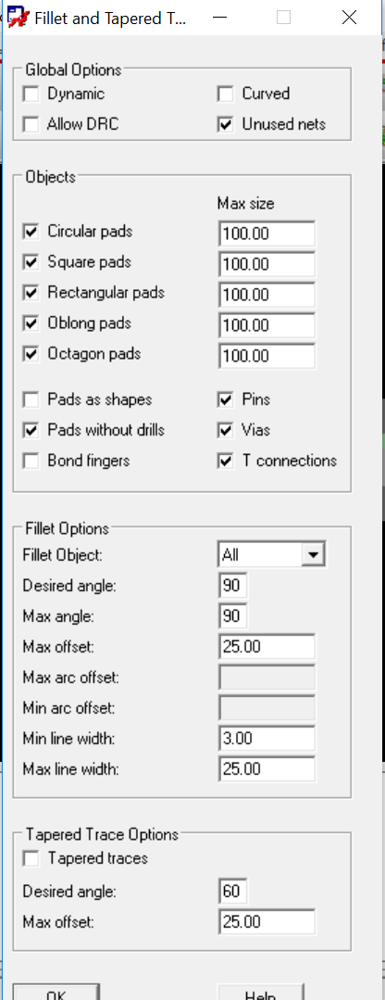 Fillet and Tapered T...
Global Options
Dynamic Curved
Allow DRC Unused nets
Objects
Max size
Circular pads 100.00
Square pads 100.00
Rectangular pads 100.00
Oblong pads 100.00
Octagon pads 100.00
Pads as shapes Pins
Pads without drills Vias
Bond fingers T connections
Fillet Options
Fillet Object: All
Desired angle: 90
Max angle: 90
Max offset: 25.00
Max arc offset:
Min arc offset:
Min line width: 3.00
Max line width: 25.00
Tapered Trace Options
Tapered traces
Desired angle: 60
Max offset: 25.00
OK Help